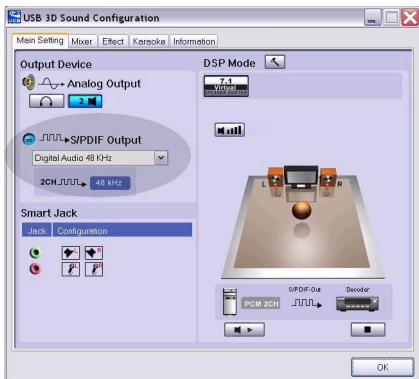 USB 3D Sound Configuration
Main Setting Mixer Effect Karaoke Information
Output Device
Analog Output
2
S/PDIF Output
Digital Audio 48 KHz
2CH 48 kHz
Smart Jack
Jack Configuration
L R
L R
DSP Mode
7.1
Virtual
SPEAKER SHIFTER
L R
S/PDIF-Out Decoder
PCM 2CH
OK